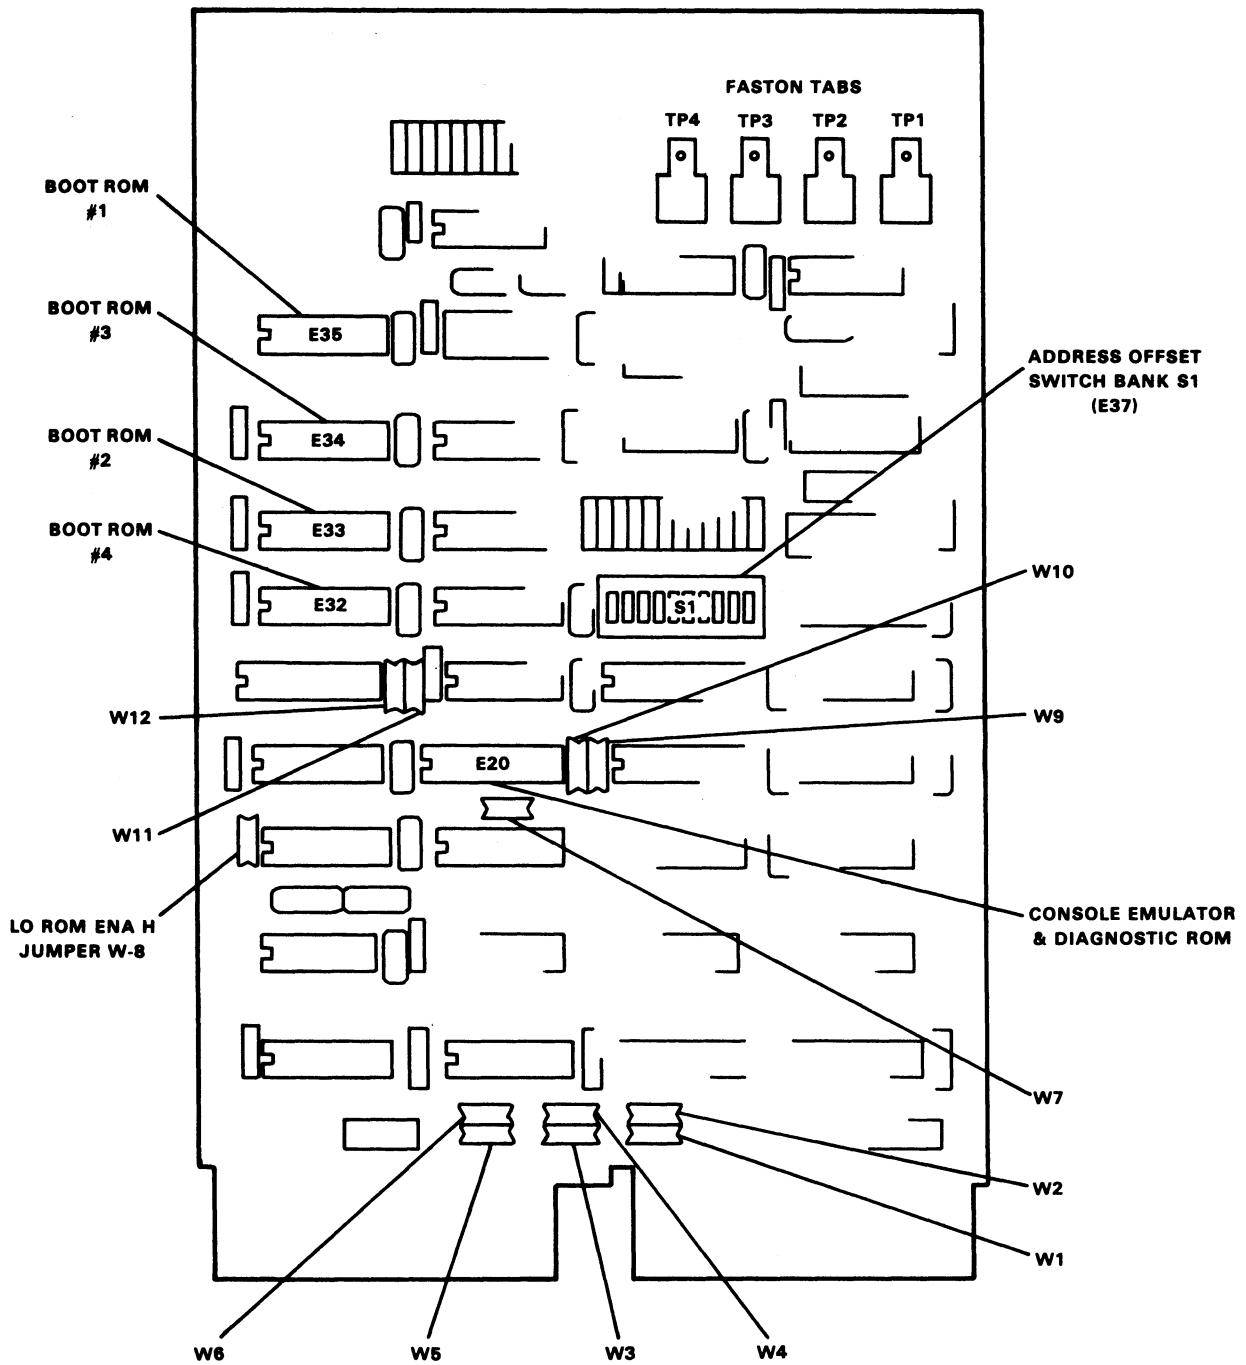 FASTON TABS
TP4 TP3 TP2 TP1
BOOT ROM
#1
BOOT ROM
#3
E35
ADDRESS OFFSET
SWITCH BANK S1
(E37)
BOOT ROM
#2
E34
BOOT ROM
#4
E33
W10
E32
S1
W12
W9
E20
W11
LO ROM ENA H
JUMPER W-8
CONSOLE EMULATOR
& DIAGNOSTIC ROM
W7
W2
W1
W6 W5 W3 W4